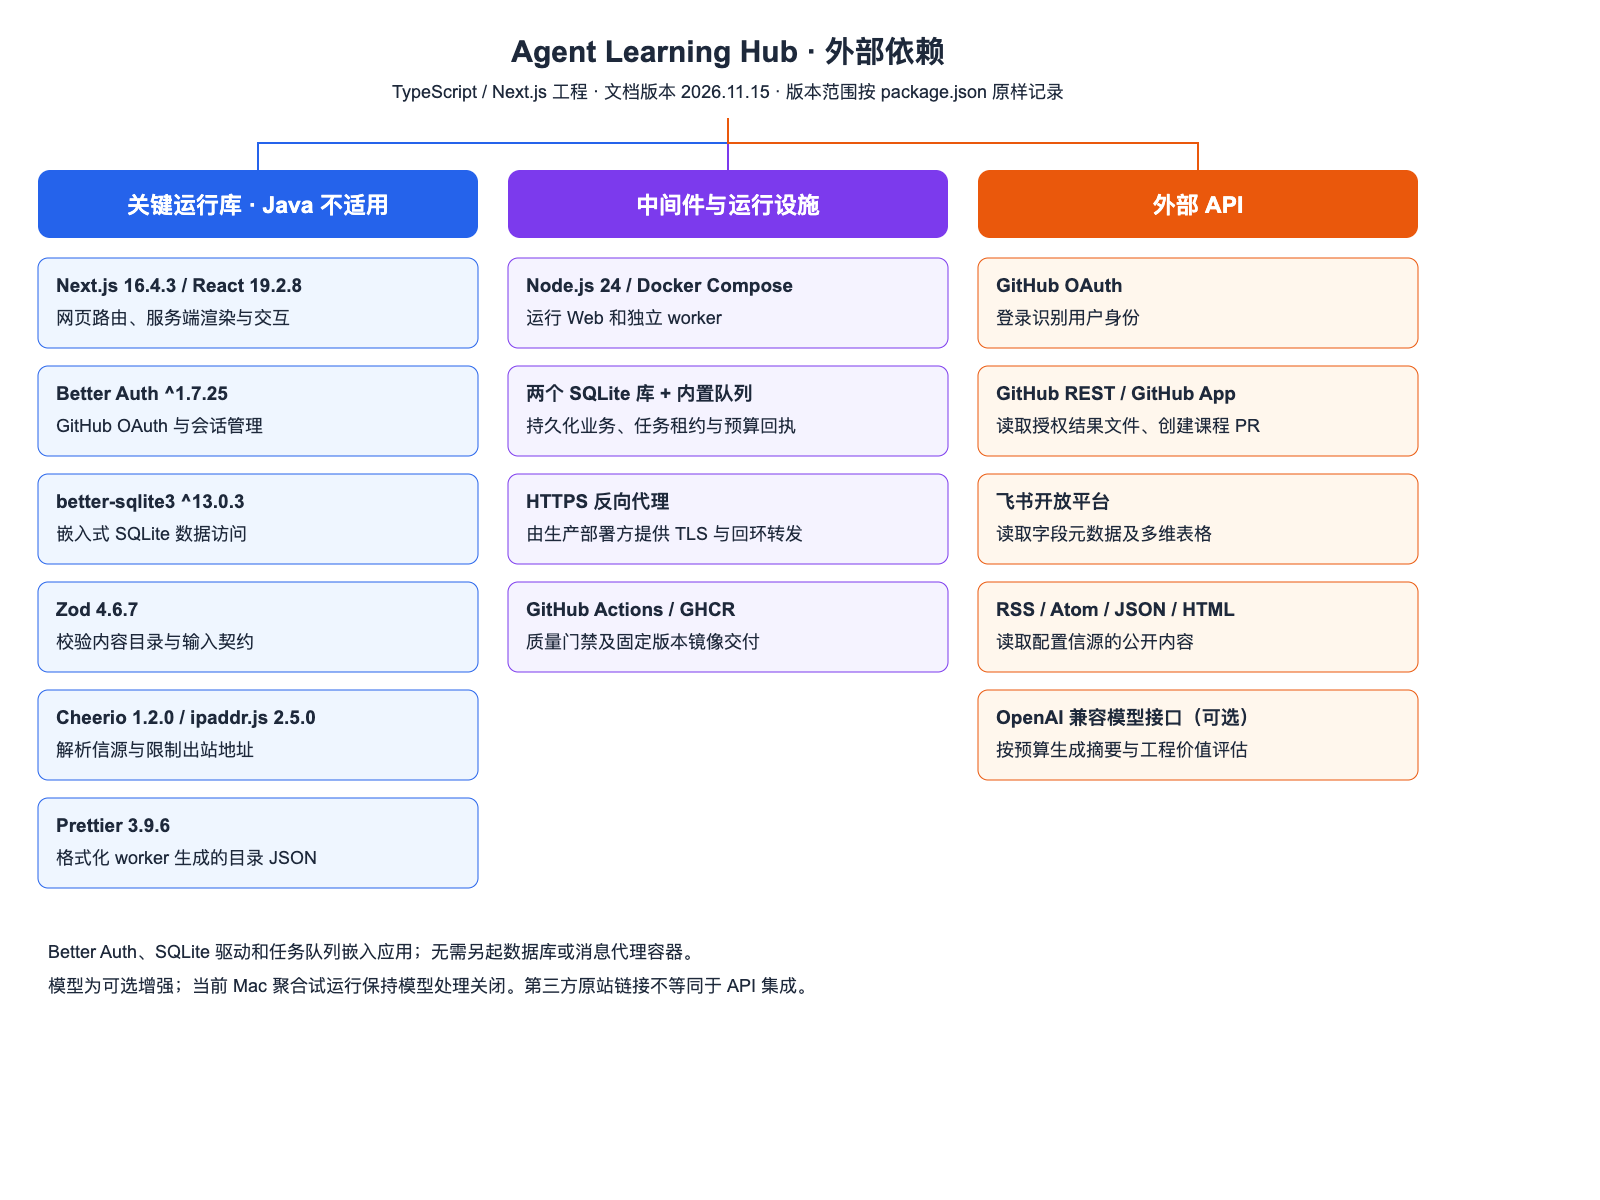 Agent Learning Hub · 外部依赖
TypeScript / Next.js 工程 · 文档版本 2026.11.15 · 版本范围按 package.json 原样记录
关键运行库 · Java 不适用
Next.js 16.4.3 / React 19.2.8
网页路由、服务端渲染与交互
Better Auth ^1.7.25
GitHub OAuth 与会话管理
better-sqlite3 ^13.0.3
嵌入式 SQLite 数据访问
Zod 4.6.7
校验内容目录与输入契约
Cheerio 1.2.0 / ipaddr.js 2.5.0
解析信源与限制出站地址
Prettier 3.9.6
格式化 worker 生成的目录 JSON
中间件与运行设施
Node.js 24 / Docker Compose
运行 Web 和独立 worker
两个 SQLite 库 + 内置队列
持久化业务、任务租约与预算回执
HTTPS 反向代理
由生产部署方提供 TLS 与回环转发
GitHub Actions / GHCR
质量门禁及固定版本镜像交付
外部 API
GitHub OAuth
登录识别用户身份
GitHub REST / GitHub App
读取授权结果文件、创建课程 PR
飞书开放平台
读取字段元数据及多维表格
RSS / Atom / JSON / HTML
读取配置信源的公开内容
OpenAI 兼容模型接口（可选）
按预算生成摘要与工程价值评估
Better Auth、SQLite 驱动和任务队列嵌入应用；无需另起数据库或消息代理容器。
模型为可选增强；当前 Mac 聚合试运行保持模型处理关闭。第三方原站链接不等同于 API 集成。